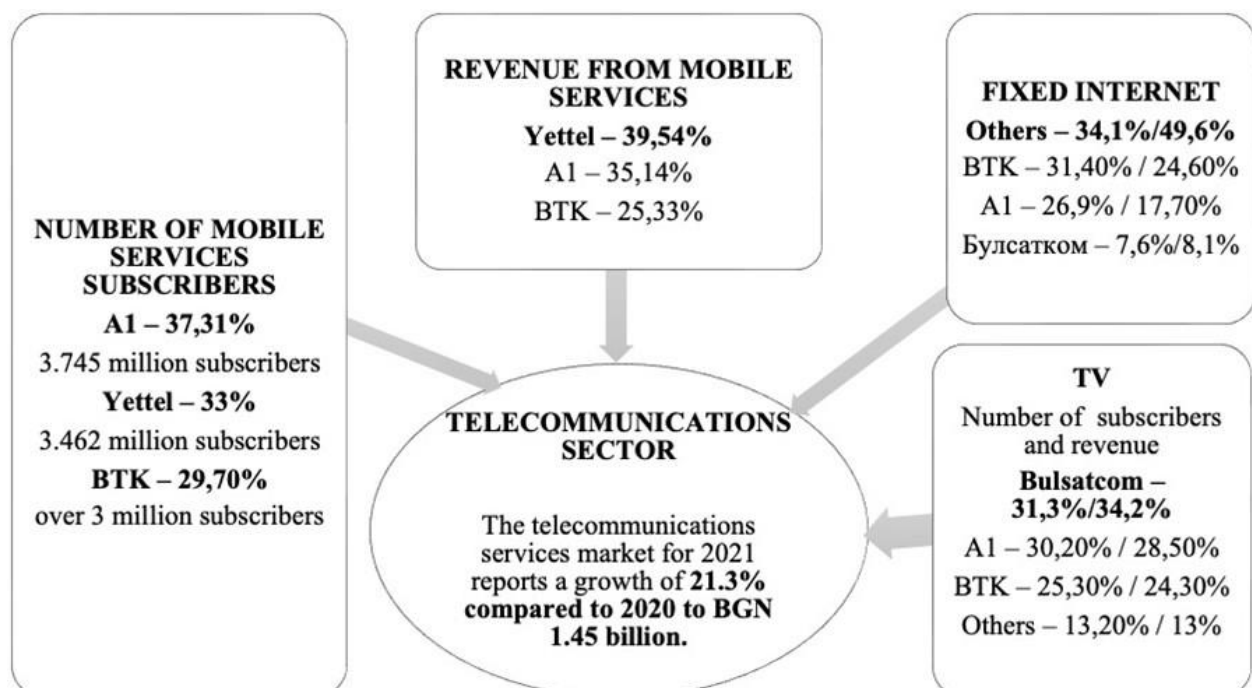 NUMBER OF MOBILE
SERVICES
SUBSCRIBERS
A1 – 37,31%
3.745 million subscribers
Yettel – 33%
3.462 million subscribers
BTK – 29,70%
over 3 million subscribers
REVENUE FROM MOBILE
SERVICES
Yettel – 39,54%
A1 – 35,14%
BTK – 25,33%
FIXED INTERNET
Others – 34,1%/49,6%
BTK – 31,40% / 24,60%
A1 – 26,9% / 17,70%
Булсатком – 7,6%/8,1%
TV
Number of subscribers
and revenue
Bulsatcom –
31,3%/34,2%
A1 – 30,20% / 28,50%
BTK – 25,30% / 24,30%
Others – 13,20% / 13%
TELECOMMUNICATIONS
SECTOR
The telecommunications
services market for 2021
reports a growth of 21.3%
compared to 2020 to BGN
1.45 billion.